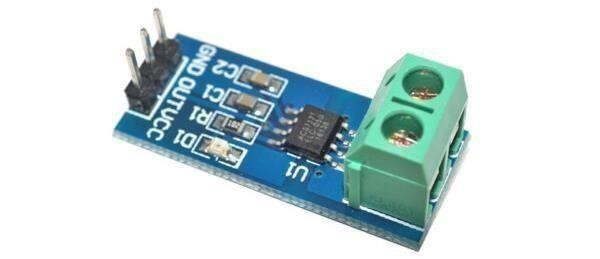 GND OUT VCC
C2
C1
R1
D1
U1